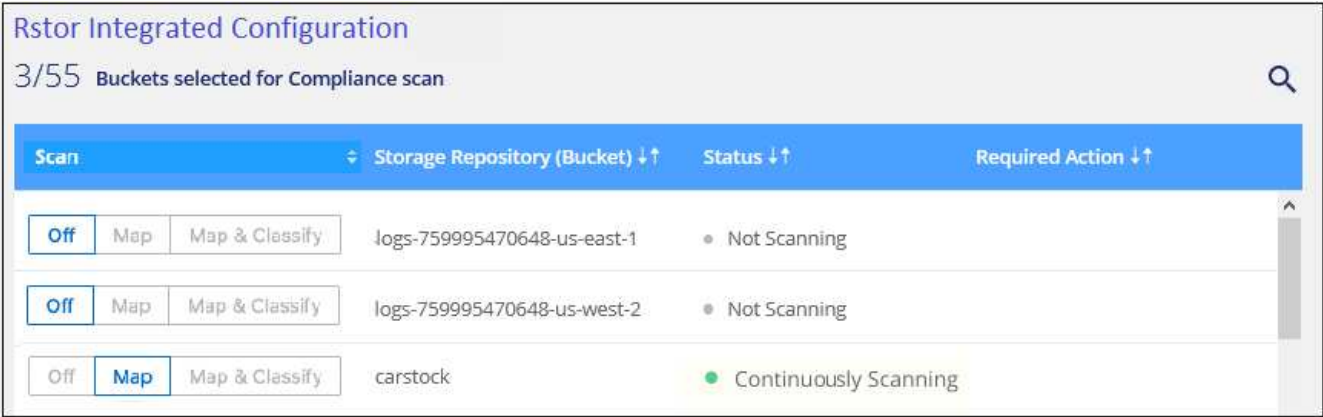 Rstor Integrated Configuration
3/55 Buckets selected for Compliance scan
Scan Storage Repository (Bucket) ↓↑ Status ↓↑ Required Action ↓↑
Off Map Map & Classify logs-759995470648-us-east-1 Not Scanning
Off Map Map & Classify logs-759995470648-us-west-2 Not Scanning
Off Map Map & Classify carstock Continuously Scanning